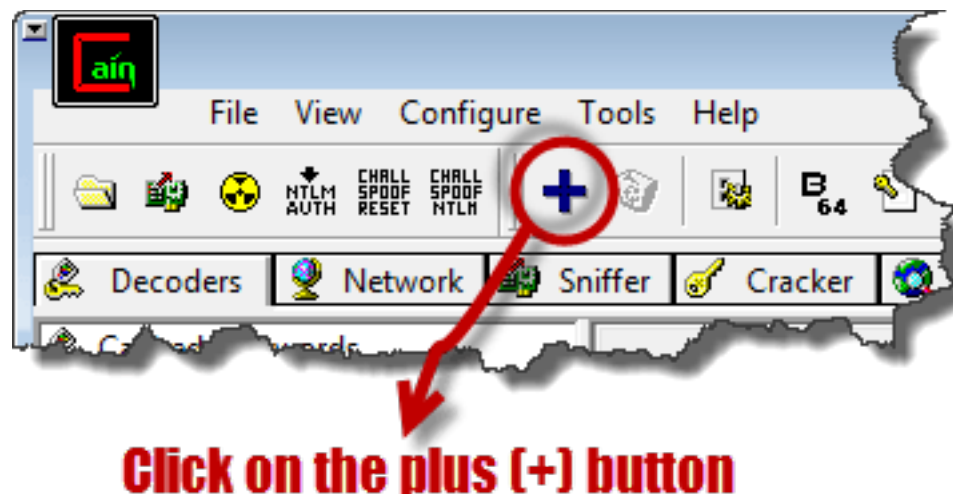 Cain
File View Configure Tools Help
NTLM AUTH CHALL SPOOF RESET CHALL SPOOF NTLM B 64
Decoders Network Sniffer Cracker
Click on the plus (+) button